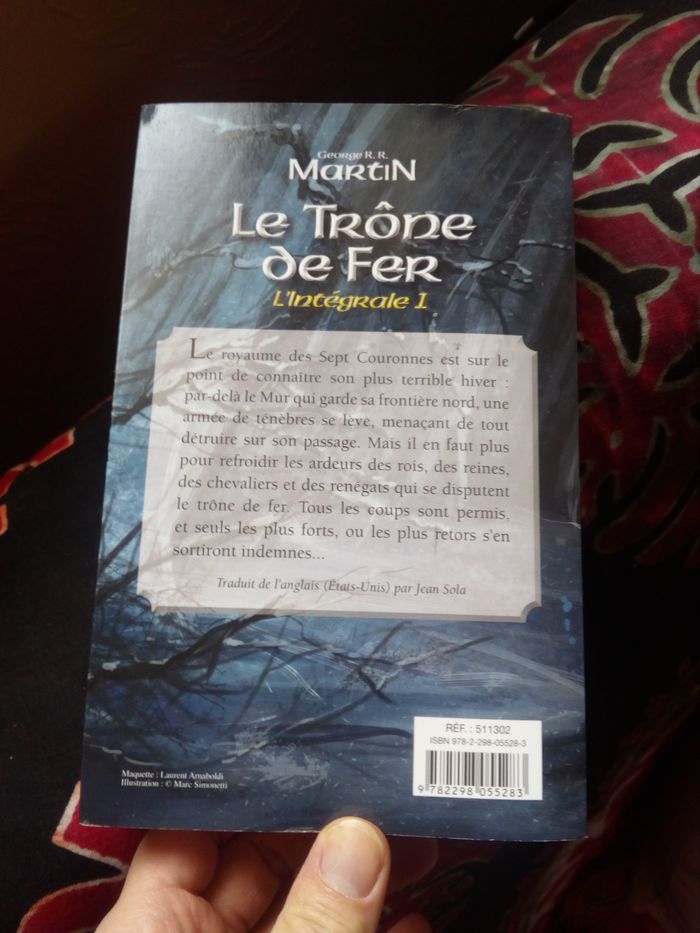 George R. R.
Martin
Le Trône
de Fer
L'Intégrale 1
Le royaume des Sept Couronnes est sur le
point de connaître son plus terrible hiver :
par-delà le Mur qui garde sa frontière nord, une
armée de ténèbres se lève, menaçant de tout
détruire sur son passage. Mais il en faut plus
pour refroidir les ardeurs des rois, des reines,
des chevaliers et des renégats qui se disputent
le trône de fer. Tous les coups sont permis,
et seuls les plus forts, ou les plus retors s'en
sortiront indemnes...
Traduit de l'anglais (États-Unis) par Jean Sola
RÉF. : 511302
ISBN 978-2-298-05528-3
9 782298 055283
Maquette : Laurent Arnaboldi
Illustration : © Marc Simonetti